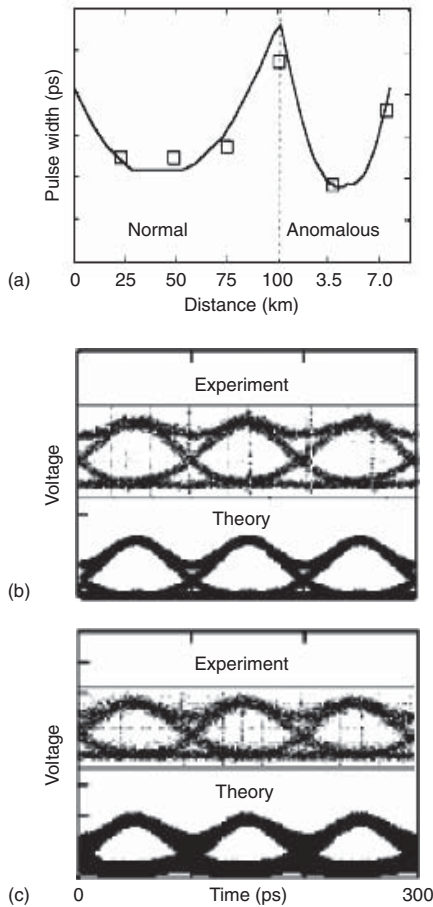 Pulse width (ps)
Normal
Anomalous
(a)
0 25 50 75 100 3.5 7.0
Distance (km)
Experiment
Voltage
Theory
(b)
Experiment
Voltage
Theory
(c)
0 Time (ps) 300